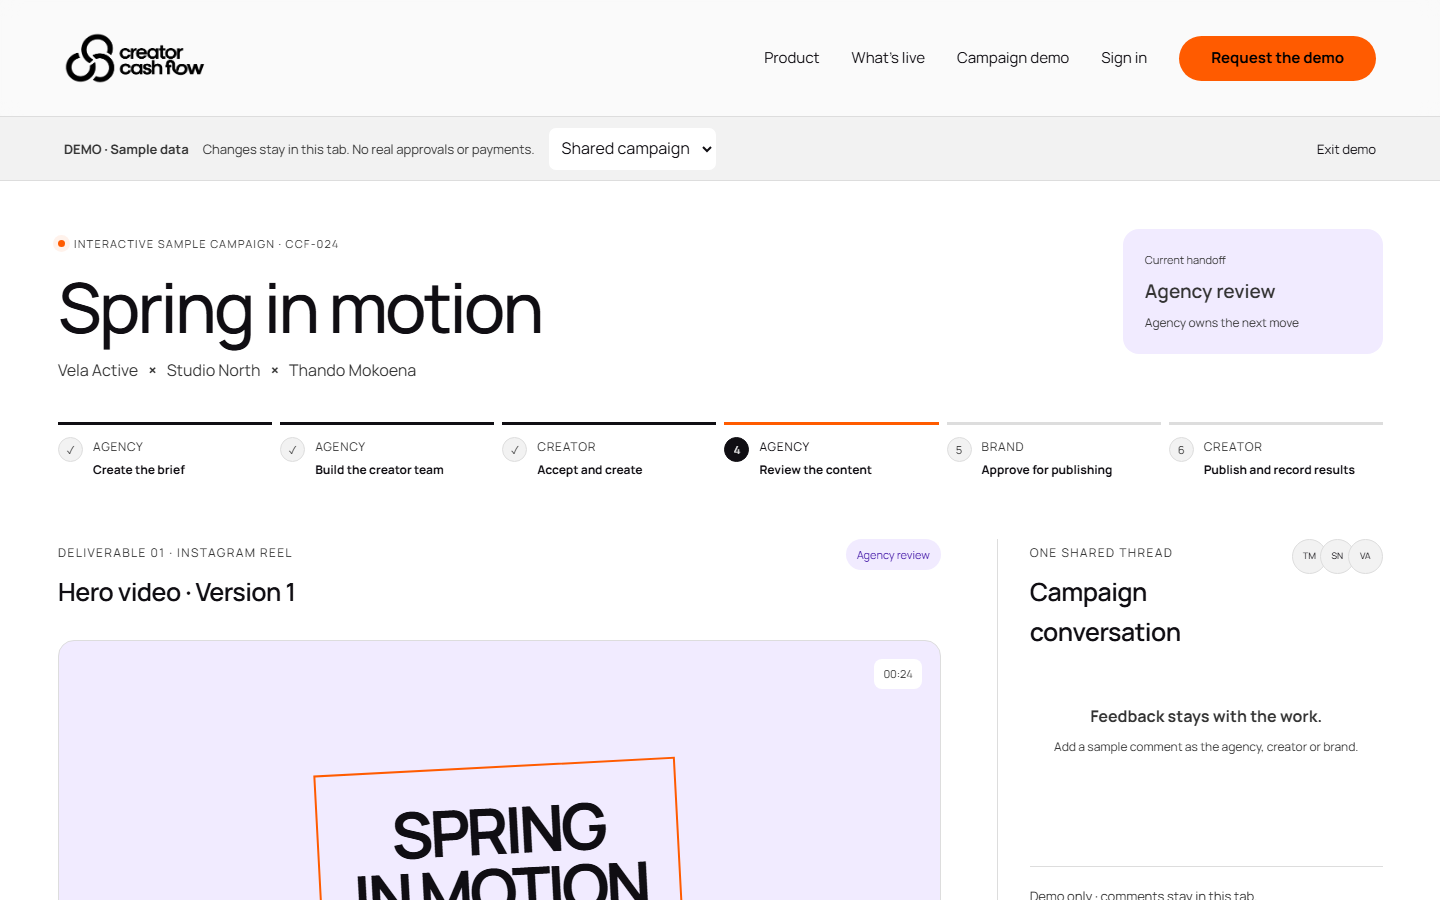 creator
cash flow
Product
What's live
Campaign demo
Sign in
Request the demo
DEMO · Sample data
Changes stay in this tab. No real approvals or payments.
Shared campaign
Exit demo
INTERACTIVE SAMPLE CAMPAIGN · CCF-024
Spring in motion
Vela Active × Studio North × Thando Mokoena
Current handoff
Agency review
Agency owns the next move
✓ AGENCY
Create the brief
✓ AGENCY
Build the creator team
✓ CREATOR
Accept and create
4 AGENCY
Review the content
5 BRAND
Approve for publishing
6 CREATOR
Publish and record results
DELIVERABLE 01 · INSTAGRAM REEL
Agency review
Hero video · Version 1
00:24
SPRING
IN MOTION
ONE SHARED THREAD
TM SN VA
Campaign
conversation
Feedback stays with the work.
Add a sample comment as the agency, creator or brand.
Demo only · comments stay in this tab